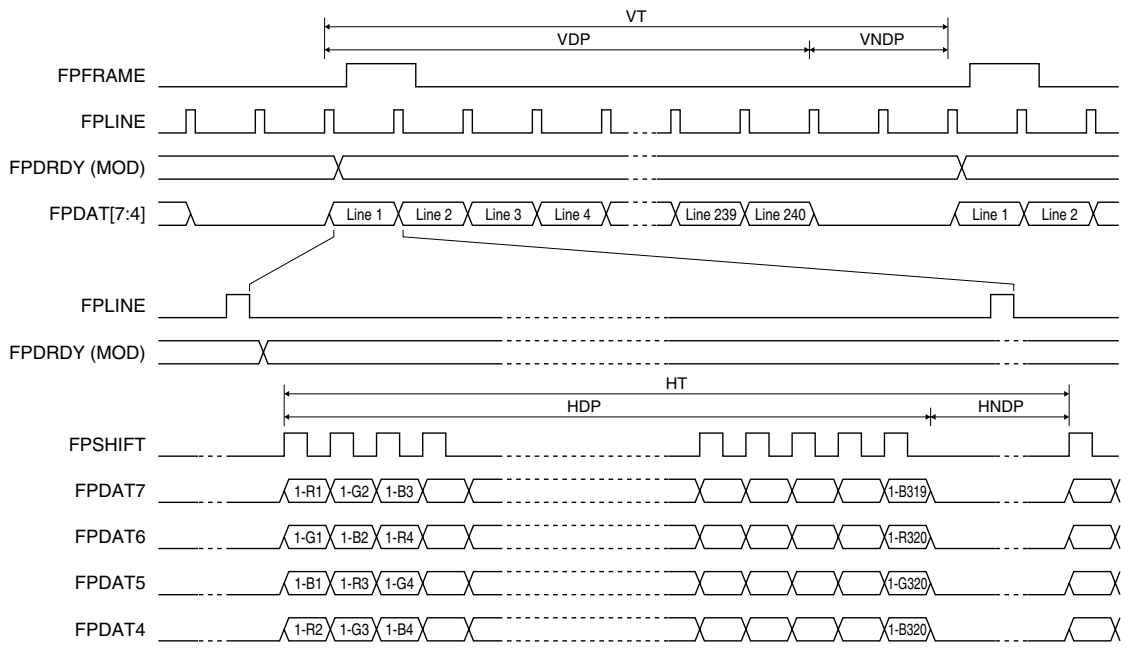 VT
VDP VNDP
FPFRAME
FPLINE
FPDRDY (MOD)
FPDAT[7:4] Line 1 Line 2 Line 3 Line 4 Line 239 Line 240 Line 1 Line 2
FPLINE
FPDRDY (MOD)
HT
HDP HNDP
FPSHIFT
FPDAT7 1-R1 1-G2 1-B3 1-B319
FPDAT6 1-G1 1-B2 1-R4 1-R320
FPDAT5 1-B1 1-R3 1-G4 1-G320
FPDAT4 1-R2 1-G3 1-B4 1-B320